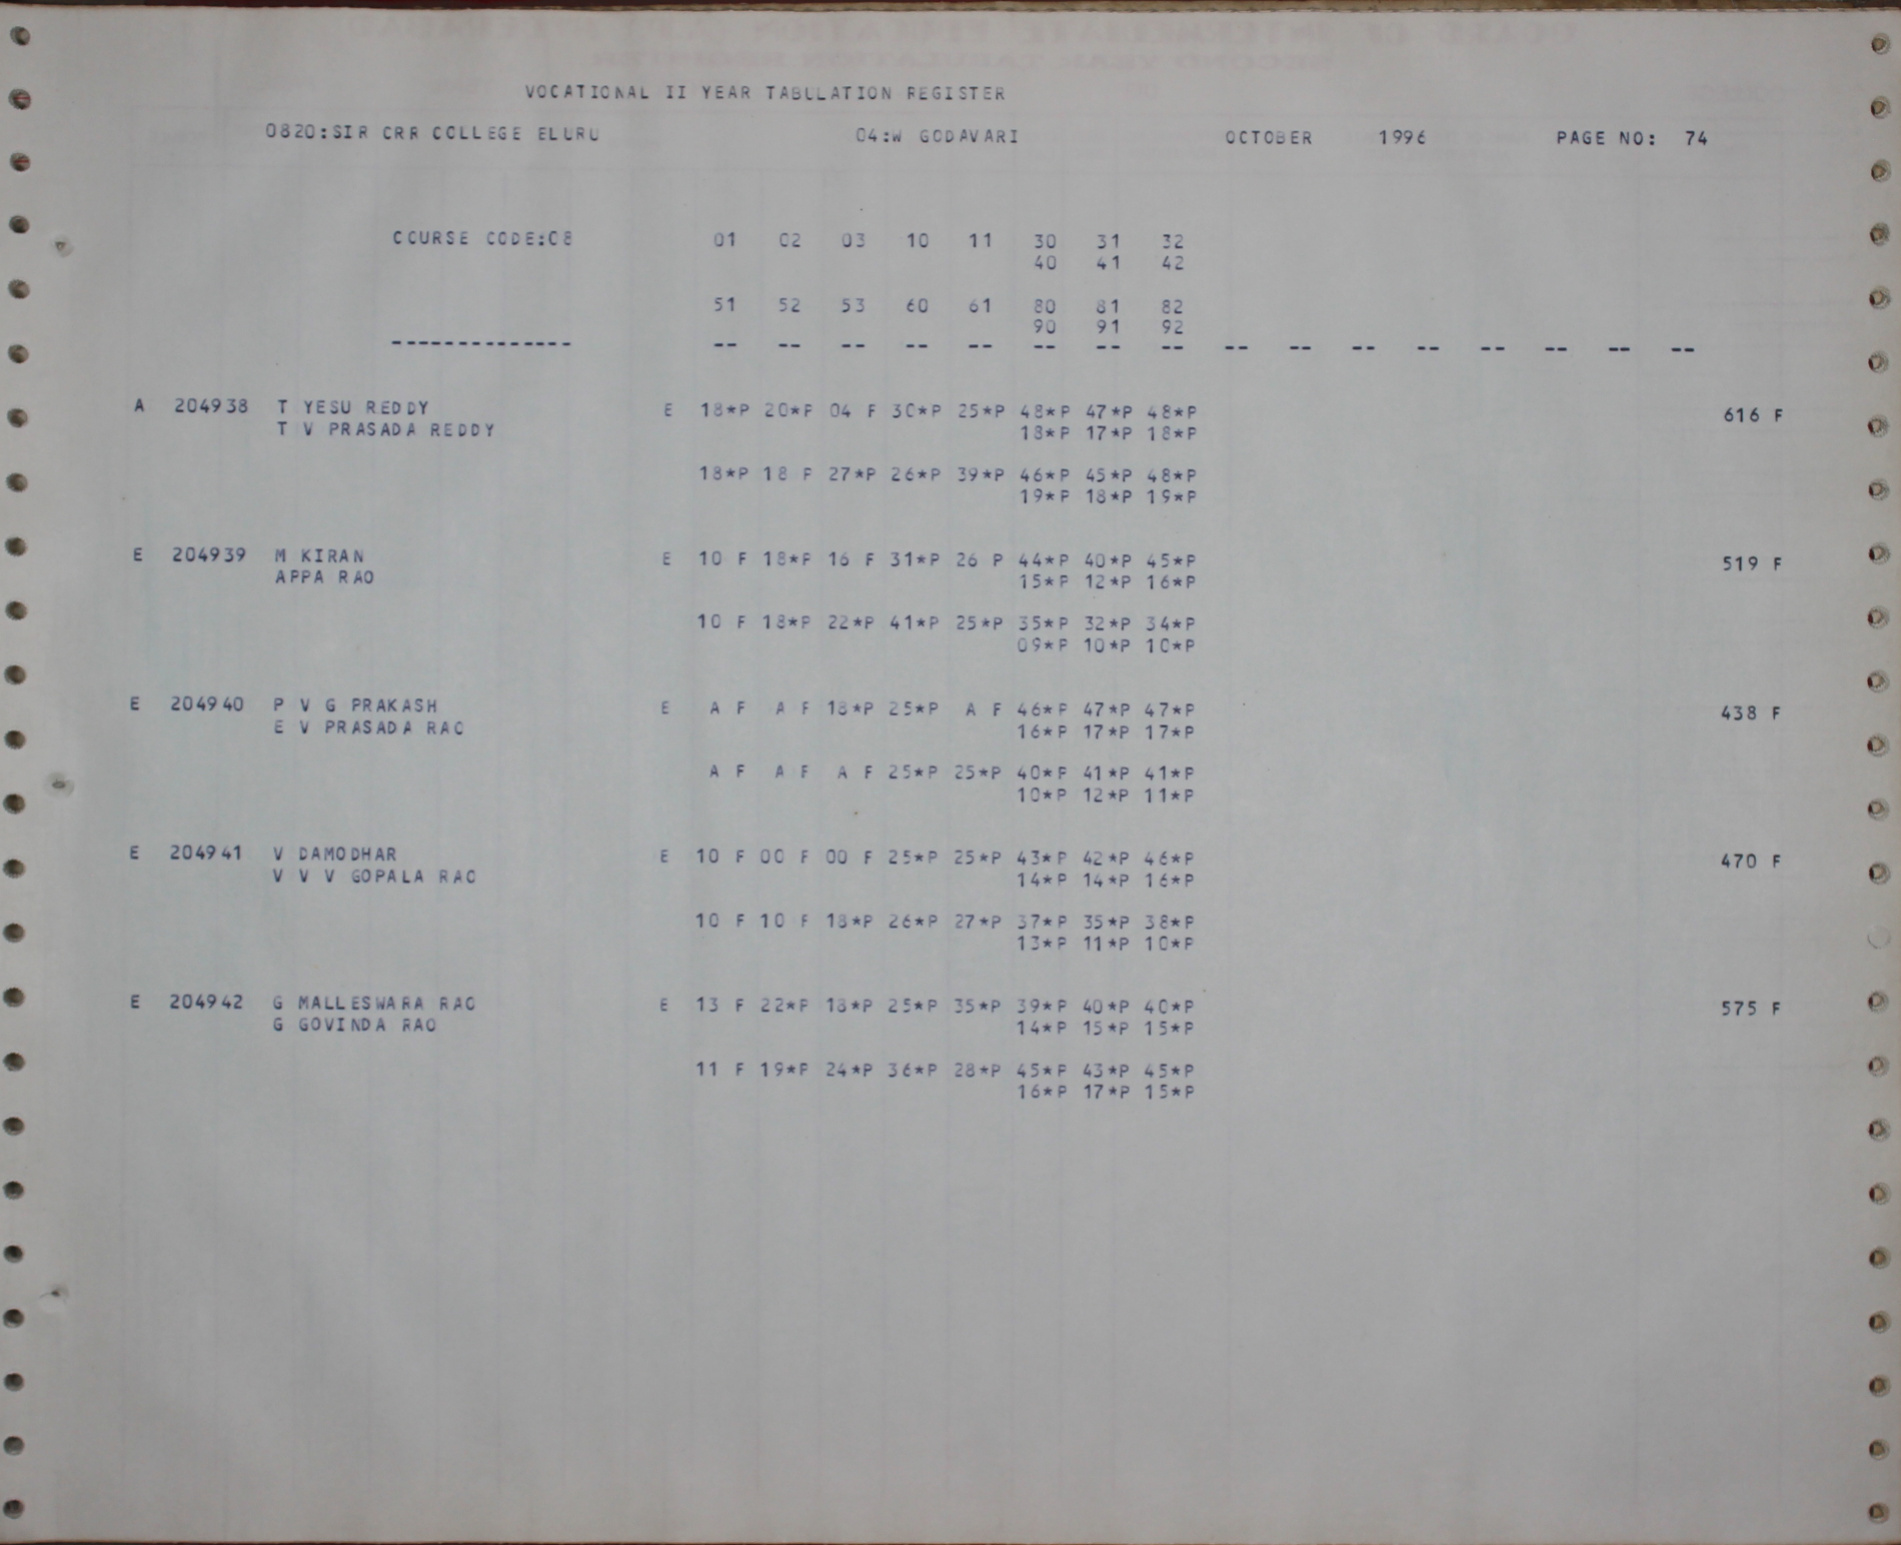 VOCATIONAL II YEAR TABULATION REGISTER
0820:SIR CRR COLLEGE ELURU 04:W GODAVARI OCTOBER 1996 PAGE NO: 74
COURSE CODE:08 01 02 03 10 11 30 31 32
40 41 42
51 52 53 60 61 80 81 82
90 91 92
-------------- -- -- -- -- -- -- -- -- -- -- -- -- -- -- -- --
A 204938 T YESU REDDY E 18*P 20*P 04 F 30*P 25*P 48*P 47*P 48*P 616 F
T V PRASADA REDDY 18*P 17*P 18*P
18*P 18 P 27*P 26*P 39*P 46*P 45*P 48*P
19*P 18*P 19*P
E 204939 M KIRAN E 10 F 18*P 16 F 31*P 26 P 44*P 40*P 45*P 519 F
APPA RAO 15*P 12*P 16*P
10 F 18*P 22*P 41*P 25*P 35*P 32*P 34*P
09*P 10*P 10*P
E 204940 P V G PRAKASH E A F A F 18*P 25*P A F 46*P 47*P 47*P 438 F
E V PRASADA RAO 16*P 17*P 17*P
A F A F A F 25*P 25*P 40*P 41*P 41*P
10*P 12*P 11*P
E 204941 V DAMODHAR E 10 F 00 F 00 F 25*P 25*P 43*P 42*P 46*P 470 F
V V V GOPALA RAO 14*P 14*P 16*P
10 F 10 F 18*P 26*P 27*P 37*P 35*P 38*P
13*P 11*P 10*P
E 204942 G MALLESWARA RAO E 13 F 22*P 18*P 25*P 35*P 39*P 40*P 40*P 575 F
G GOVINDA RAO 14*P 15*P 15*P
11 F 19*P 24*P 36*P 28*P 45*P 43*P 45*P
16*P 17*P 15*P